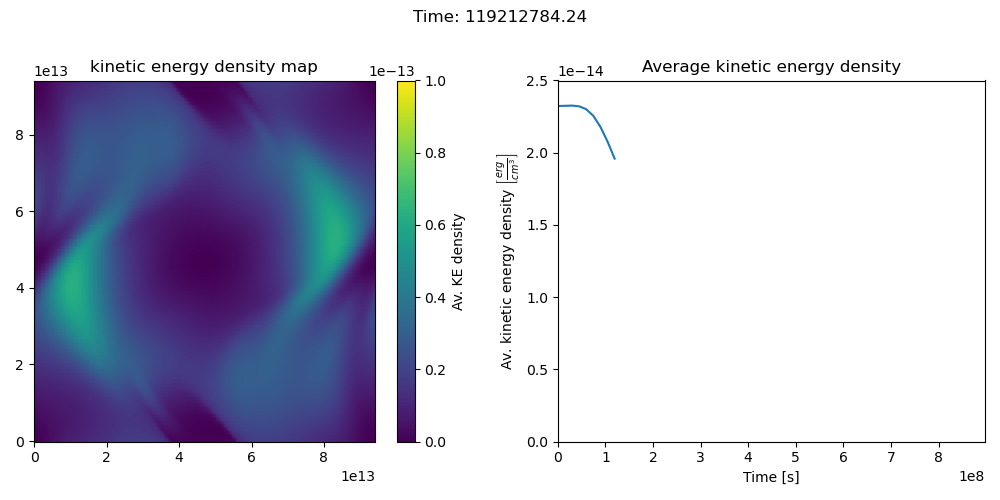 Time: 119212784.24
kinetic energy density map
1e13
1e−13
8
6
4
2
0
0
2
4
6
8
1e13
1.0
0.8
0.6
0.4
0.2
0.0
Av. KE density
Average kinetic energy density
1e−14
2.5
2.0
1.5
1.0
0.5
0.0
Av. kinetic energy density [erg/cm³]
0
1
2
3
4
5
6
7
8
1e8
Time [s]